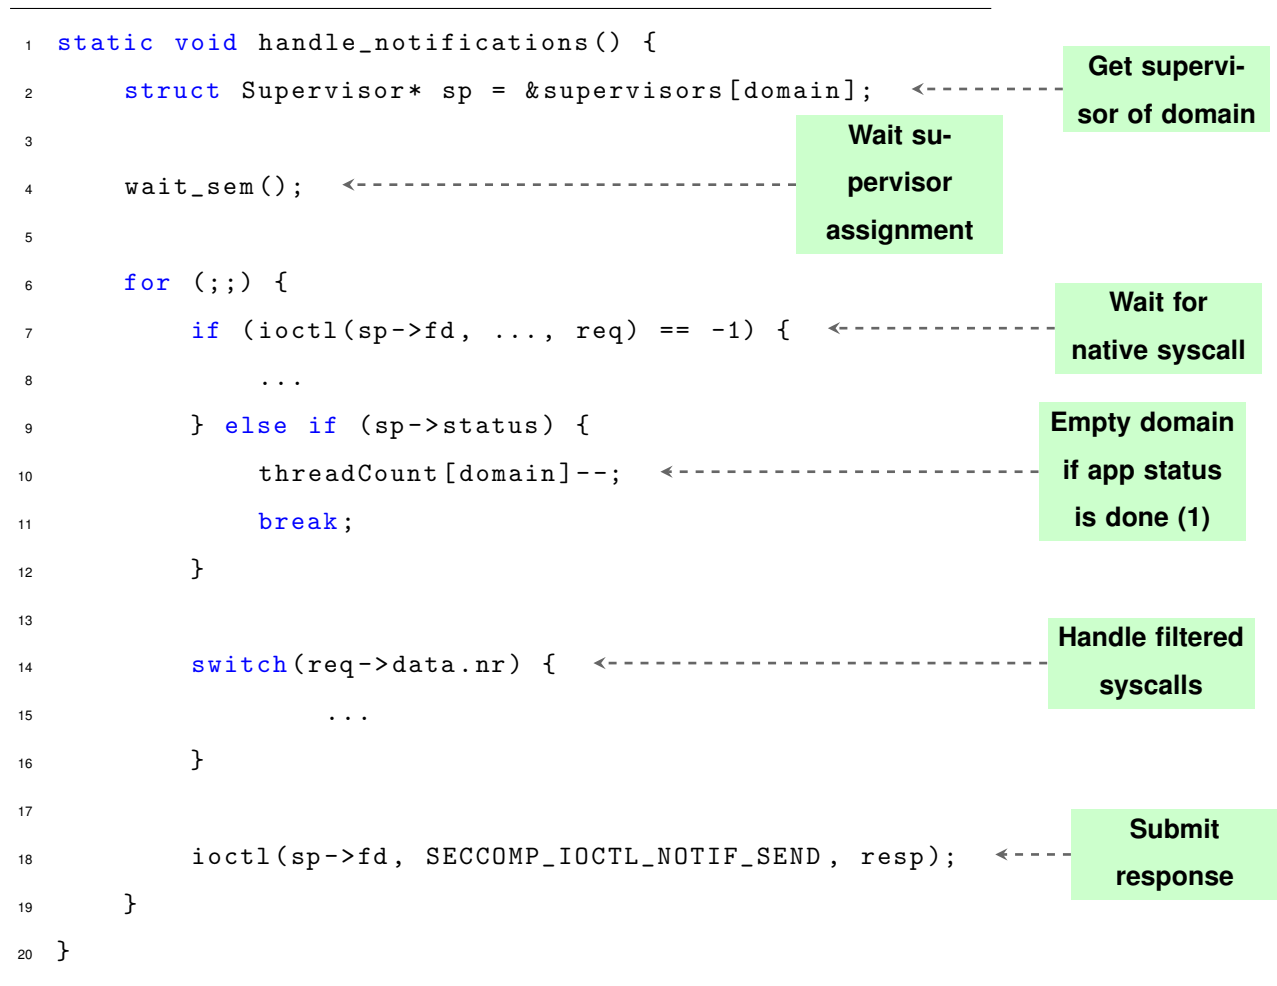 1 static void handle_notifications() {
2 struct Supervisor* sp = &supervisors[domain];
Get supervi-
sor of domain
3
4 wait_sem();
Wait su-
pervisor
assignment
5
6 for (;;) {
7 if (ioctl(sp->fd, ..., req) == -1) {
Wait for
native syscall
8 ...
9 } else if (sp->status) {
10 threadCount[domain]--;
Empty domain
if app status
is done (1)
11 break;
12 }
13
14 switch(req->data.nr) {
Handle filtered
syscalls
15 ...
16 }
17
18 ioctl(sp->fd, SECCOMP_IOCTL_NOTIF_SEND, resp);
Submit
response
19 }
20 }